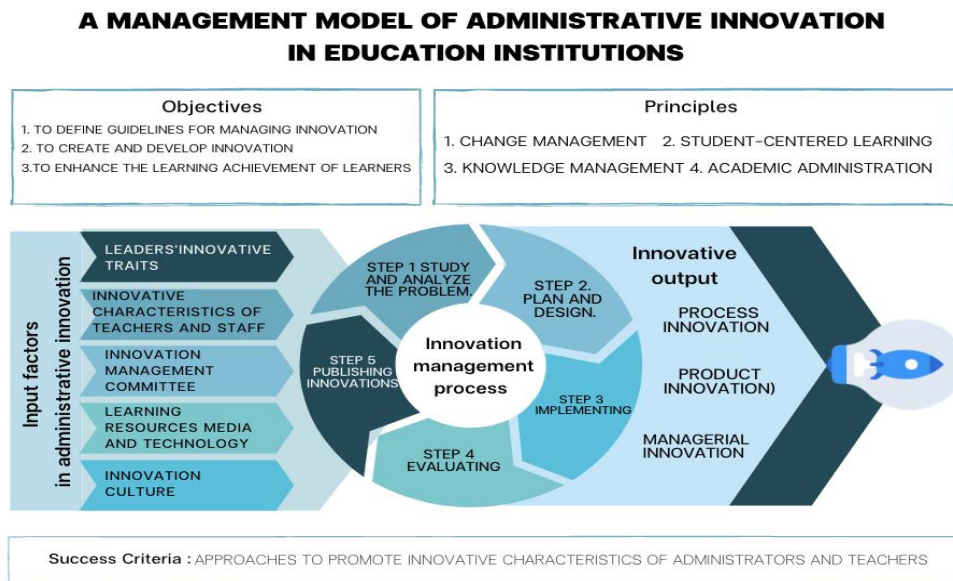 A MANAGEMENT MODEL OF ADMINISTRATIVE INNOVATION
IN EDUCATION INSTITUTIONS
Objectives
1. TO DEFINE GUIDELINES FOR MANAGING INNOVATION
2. TO CREATE AND DEVELOP INNOVATION
3.TO ENHANCE THE LEARNING ACHIEVEMENT OF LEARNERS
Principles
1. CHANGE MANAGEMENT 2. STUDENT-CENTERED LEARNING
3. KNOWLEDGE MANAGEMENT 4. ACADEMIC ADMINISTRATION
Input factors
in administrative innovation
LEADERS'INNOVATIVE
TRAITS
INNOVATIVE
CHARACTERISTICS OF
TEACHERS AND STAFF
INNOVATION
MANAGEMENT
COMMITTEE
LEARNING
RESOURCES MEDIA
AND TECHNOLOGY
INNOVATION
CULTURE
STEP 1 STUDY
AND ANALYZE
THE PROBLEM.
STEP 2.
PLAN AND
DESIGN.
STEP 3
IMPLEMENTING
STEP 4
EVALUATING
STEP 5
PUBLISHING
INNOVATIONS
Innovation
management
process
Innovative
output
PROCESS
INNOVATION
PRODUCT
INNOVATION)
MANAGERIAL
INNOVATION
Success Criteria : APPROACHES TO PROMOTE INNOVATIVE CHARACTERISTICS OF ADMINISTRATORS AND TEACHERS